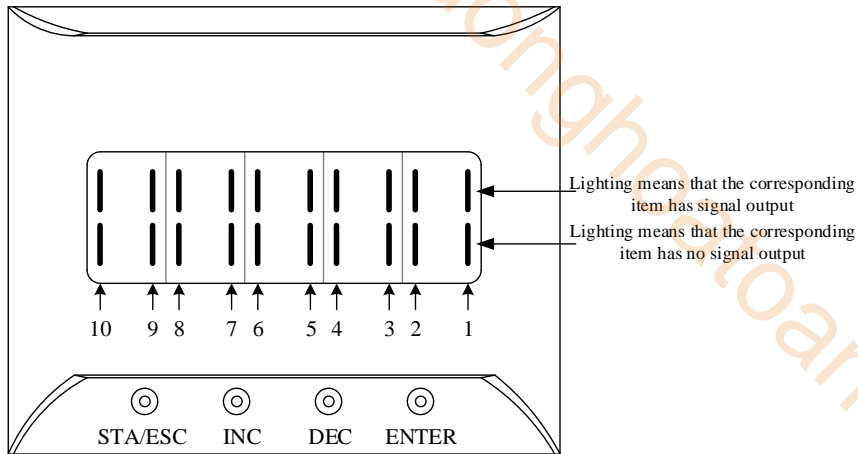 Lighting means that the corresponding
item has signal output
Lighting means that the corresponding
item has no signal output
10 9 8 7 6 5 4 3 2 1
STA/ESC INC DEC ENTER
onghoatoan